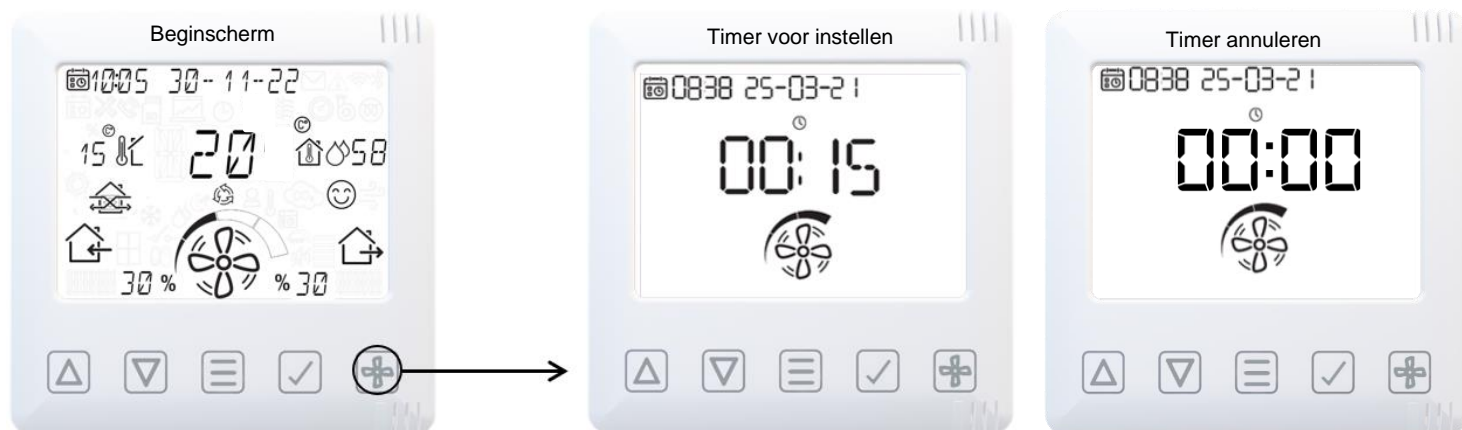 Beginscherm
10:05 30-11-22
15 20 58
30 % % 30
Timer voor instellen
0838 25-03-21
00:15
Timer annuleren
0838 25-03-21
00:00